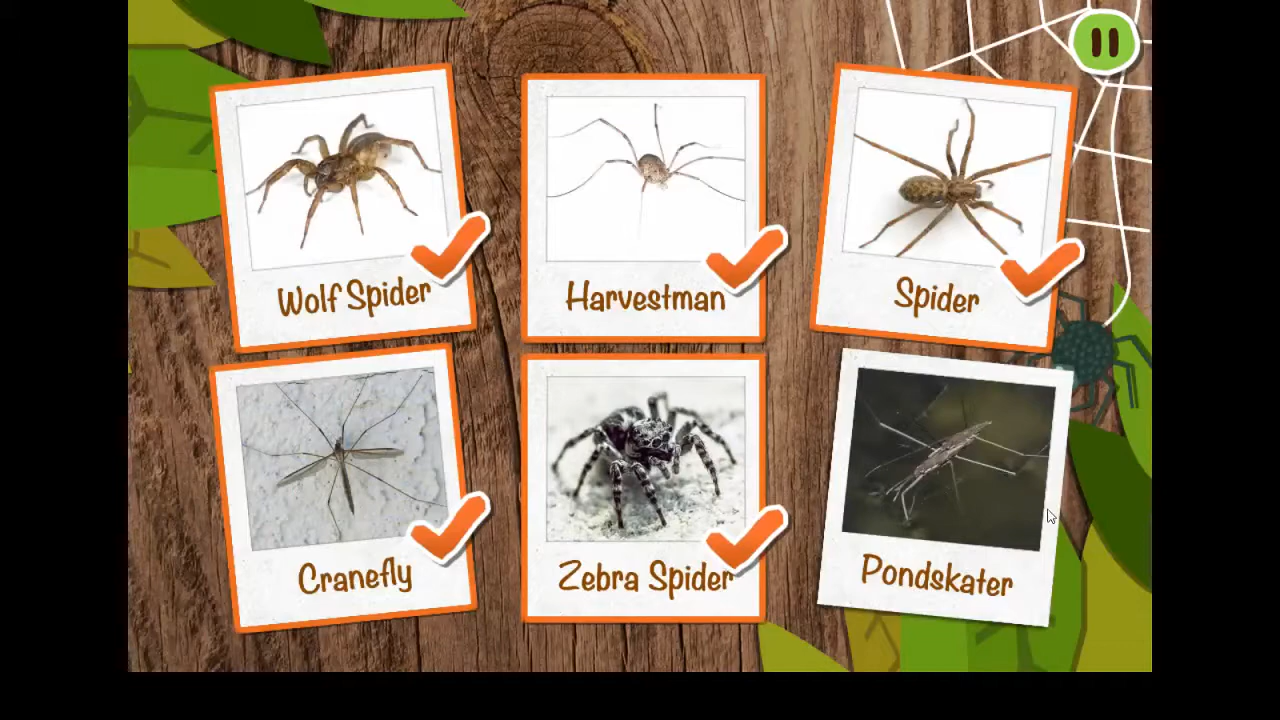 Wolf Spider
Harvestman
Spider
Cranefly
Zebra Spider
Pondskater